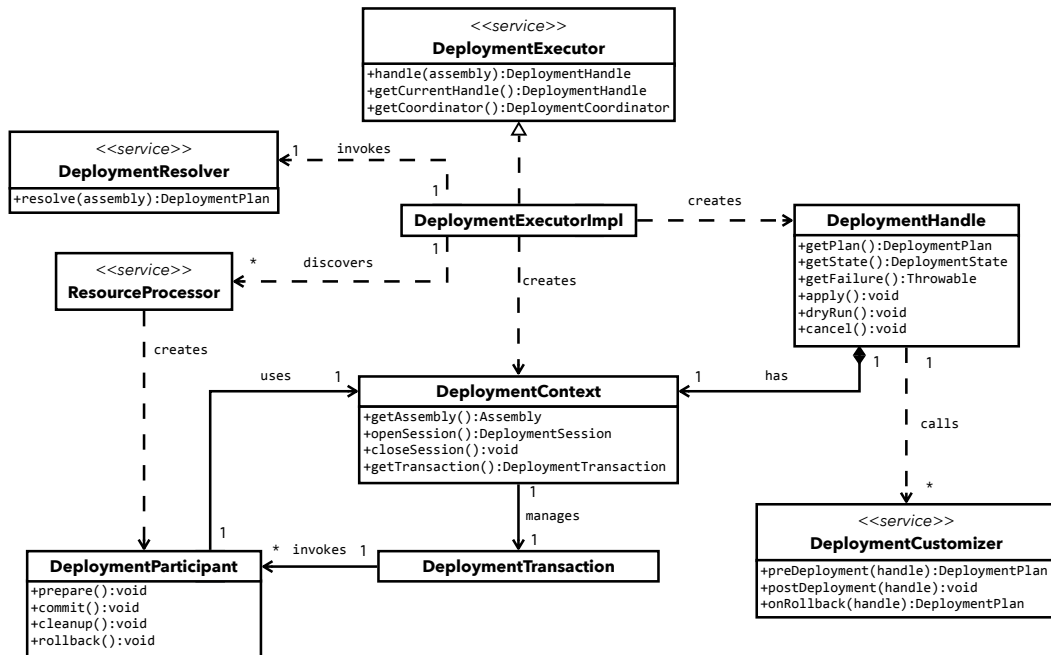 <<service>>
DeploymentExecutor
+handle(assembly):DeploymentHandle
+getCurrentHandle():DeploymentHandle
+getCoordinator():DeploymentCoordinator
<<service>>
DeploymentResolver
+resolve(assembly):DeploymentPlan
1
invokes
1
DeploymentExecutorImpl
1
creates
DeploymentHandle
+getPlan():DeploymentPlan
+getState():DeploymentState
+getFailure():Throwable
+apply():void
+dryRun():void
+cancel():void
<<service>>
ResourceProcessor
*
discovers
creates
creates
uses
1
DeploymentContext
+getAssembly():Assembly
+openSession():DeploymentSession
+closeSession():void
+getTransaction():DeploymentTransaction
1
has
1
1
calls
*
1
manages
1
<<service>>
DeploymentCustomizer
+preDeployment(handle):DeploymentPlan
+postDeployment(handle):void
+onRollback(handle):DeploymentPlan
1
DeploymentParticipant
+prepare():void
+commit():void
+cleanup():void
+rollback():void
*
invokes
1
DeploymentTransaction